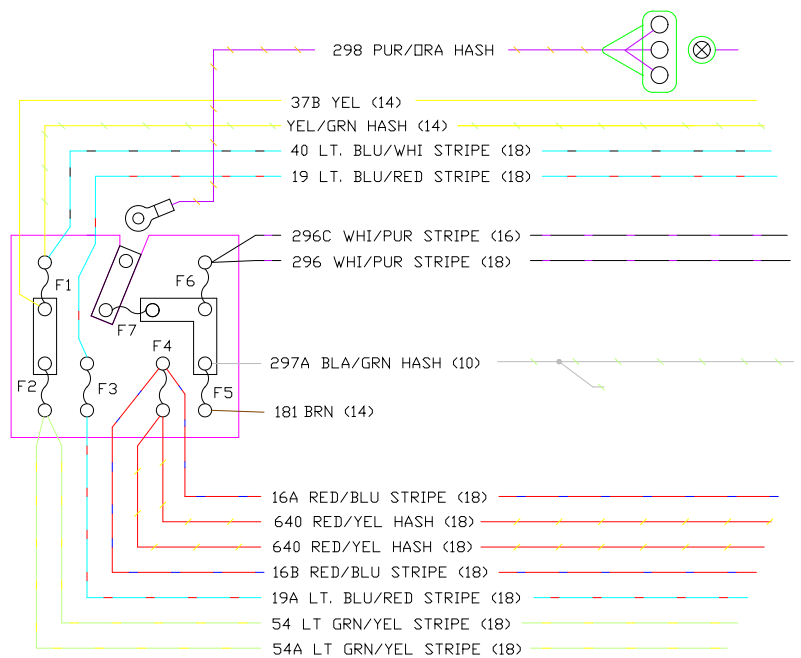 298 PUR/ORA HASH
37B YEL (14)
YEL/GRN HASH (14)
40 LT. BLU/WHI STRIPE (18)
19 LT. BLU/RED STRIPE (18)
296C WHI/PUR STRIPE (16)
296 WHI/PUR STRIPE (18)
F1
F6
F7
F4
297A BLA/GRN HASH (10)
F2
F3
F5
181 BRN (14)
16A RED/BLU STRIPE (18)
640 RED/YEL HASH (18)
640 RED/YEL HASH (18)
16B RED/BLU STRIPE (18)
19A LT. BLU/RED STRIPE (18)
54 LT GRN/YEL STRIPE (18)
54A LT GRN/YEL STRIPE (18)